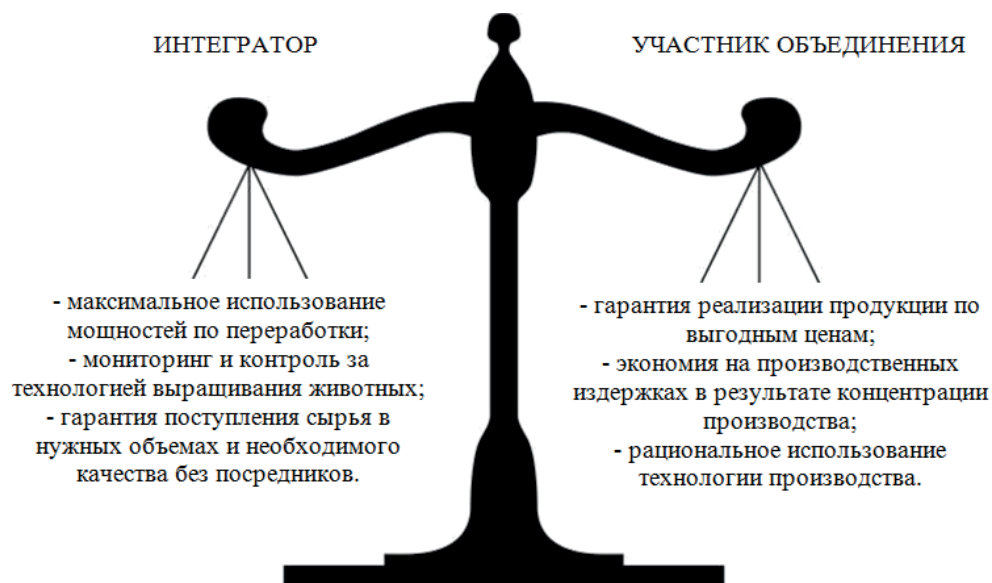 ИНТЕГРАТОР
- максимальное использование
мощностей по переработки;
- мониторинг и контроль за
технологией выращивания животных;
- гарантия поступления сырья в
нужных объемах и необходимого
качества без посредников.
УЧАСТНИК ОБЪЕДИНЕНИЯ
- гарантия реализации продукции по
выгодным ценам;
- экономия на производственных
издержках в результате концентрации
производства;
- рациональное использование
технологии производства.